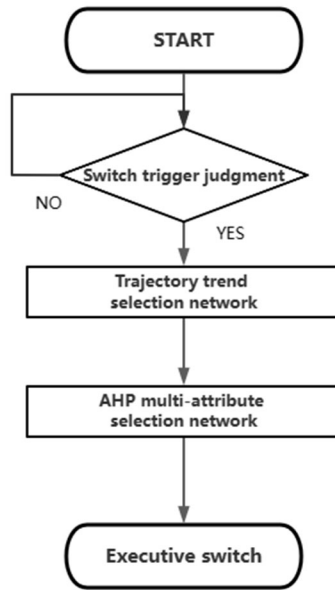 START
Switch trigger judgment
NO
YES
Trajectory trend
selection network
AHP multi-attribute
selection network
Executive switch